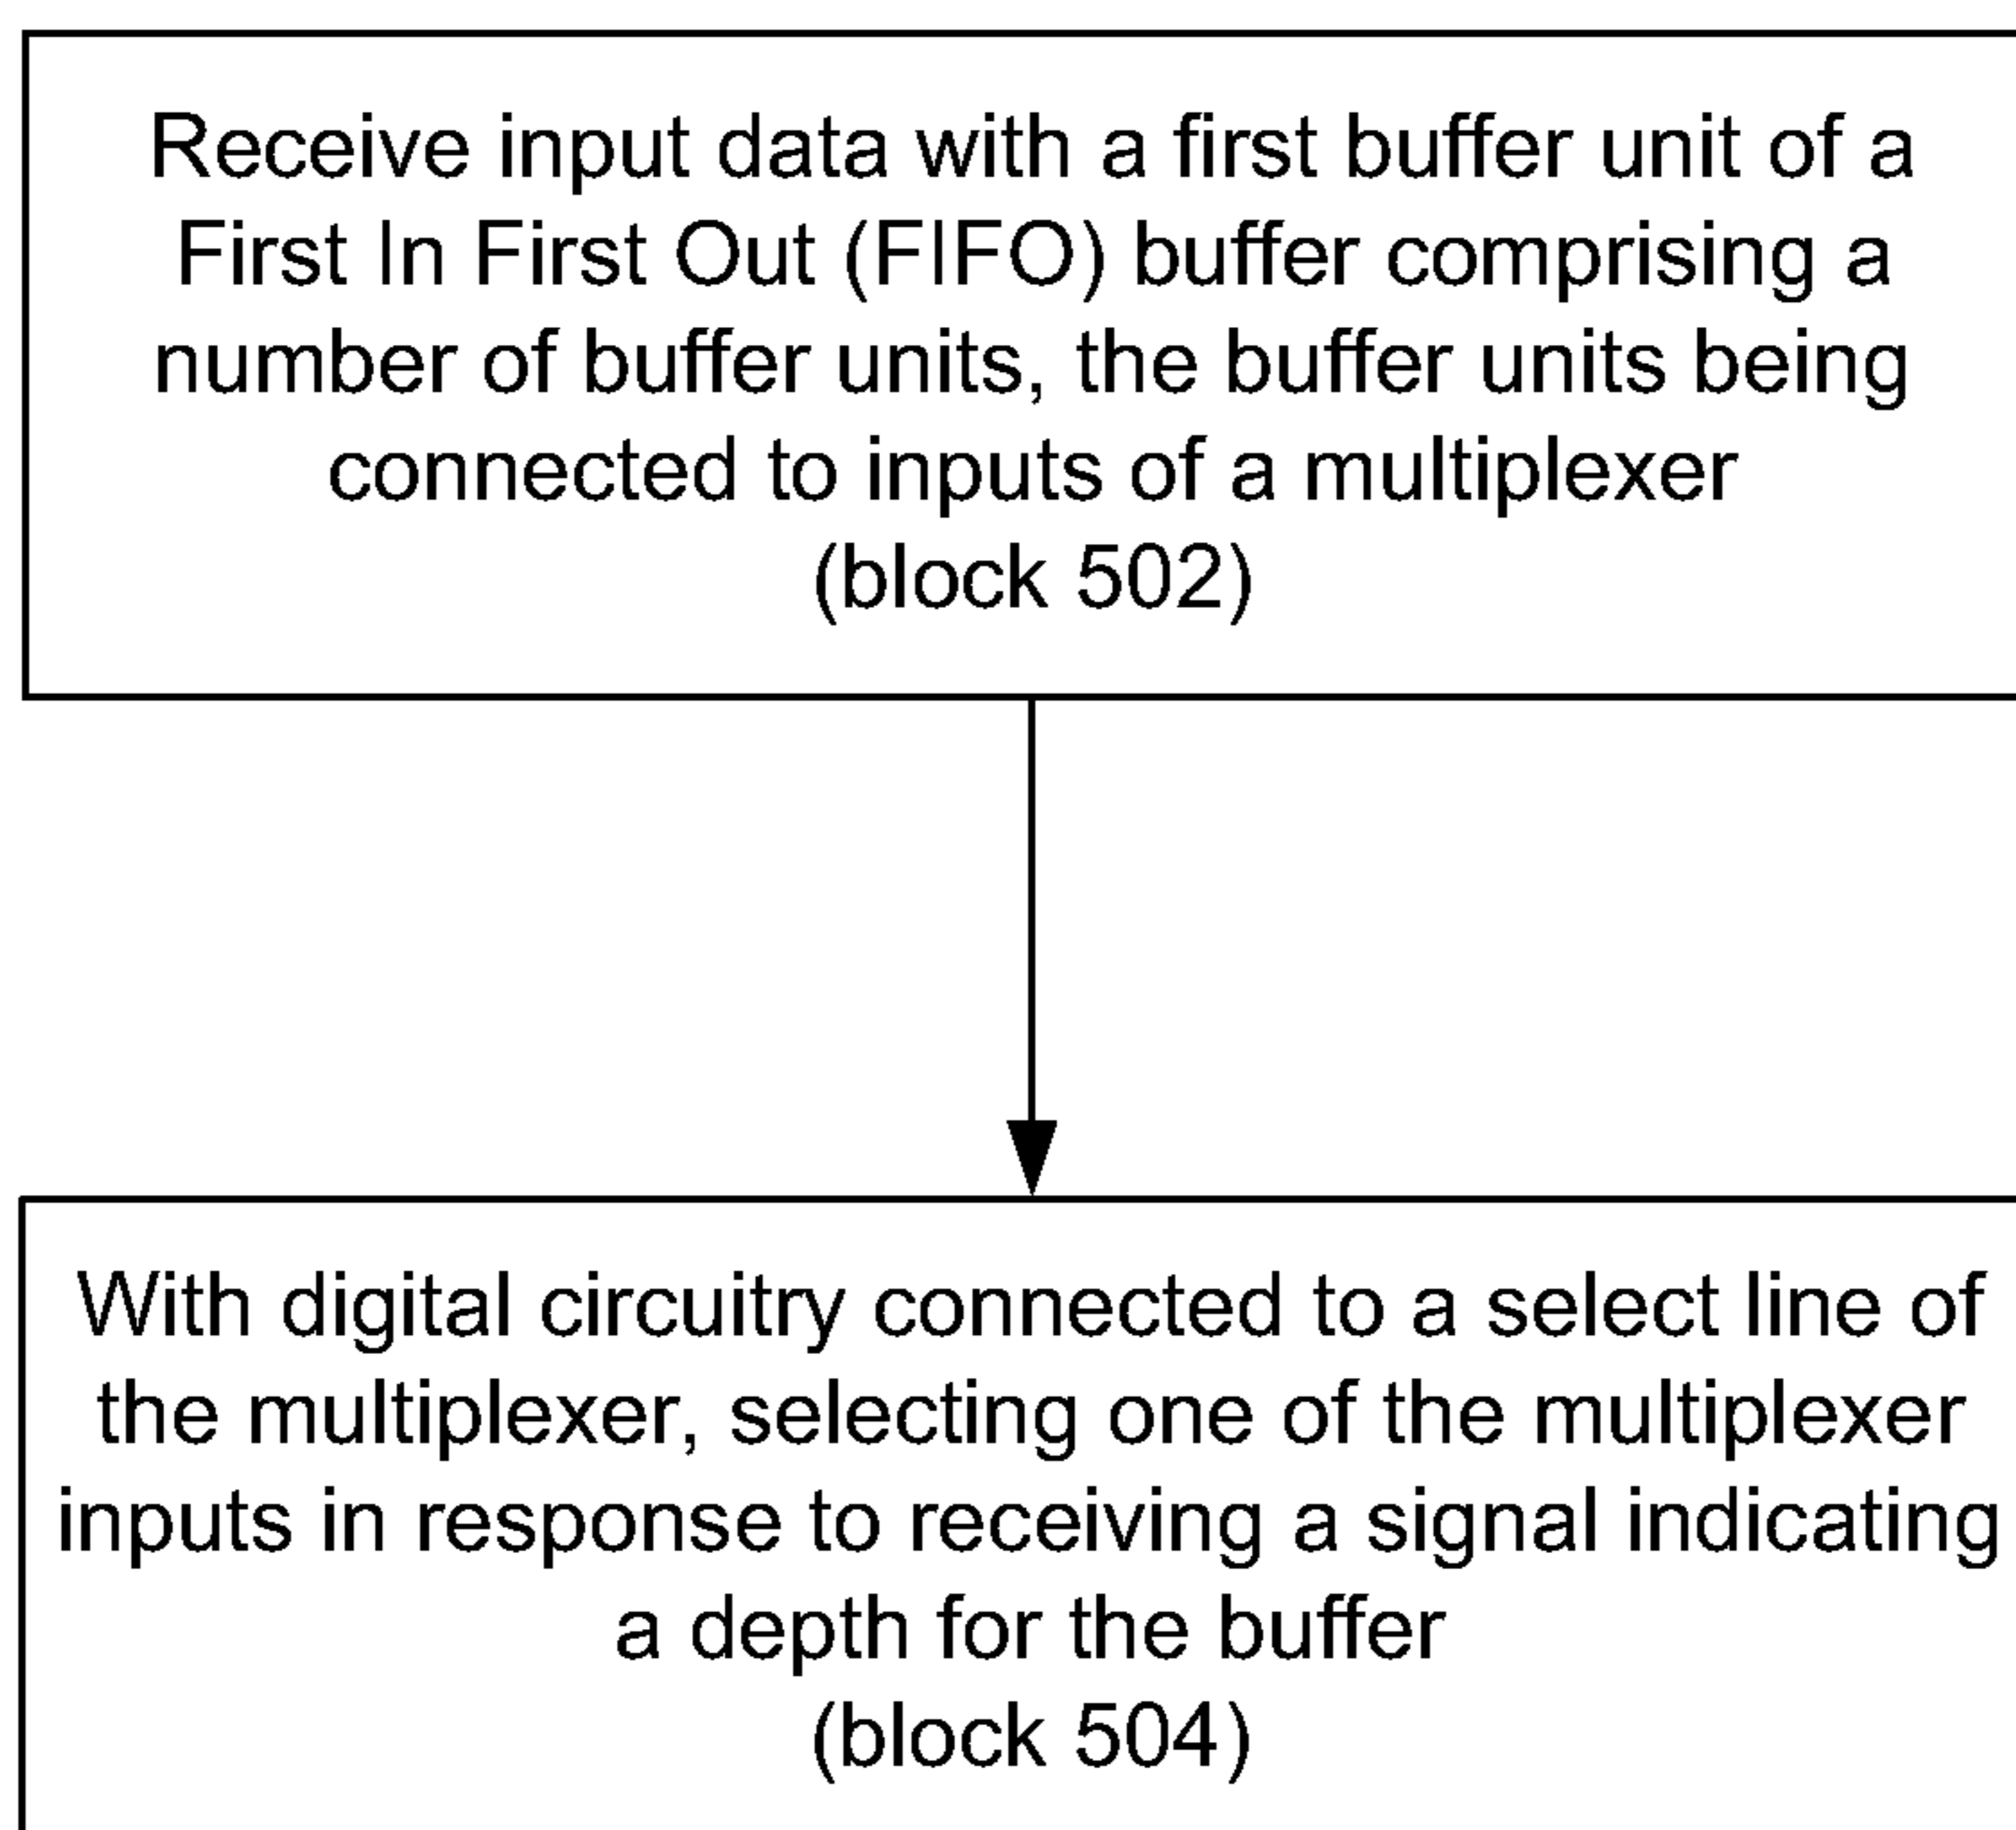 Receive input data with a first buffer unit of a
First In First Out (FIFO) buffer comprising a
number of buffer units, the buffer units being
connected to inputs of a multiplexer
(block 502)
With digital circuitry connected to a select line of
the multiplexer, selecting one of the multiplexer
inputs in response to receiving a signal indicating
a depth for the buffer
(block 504)